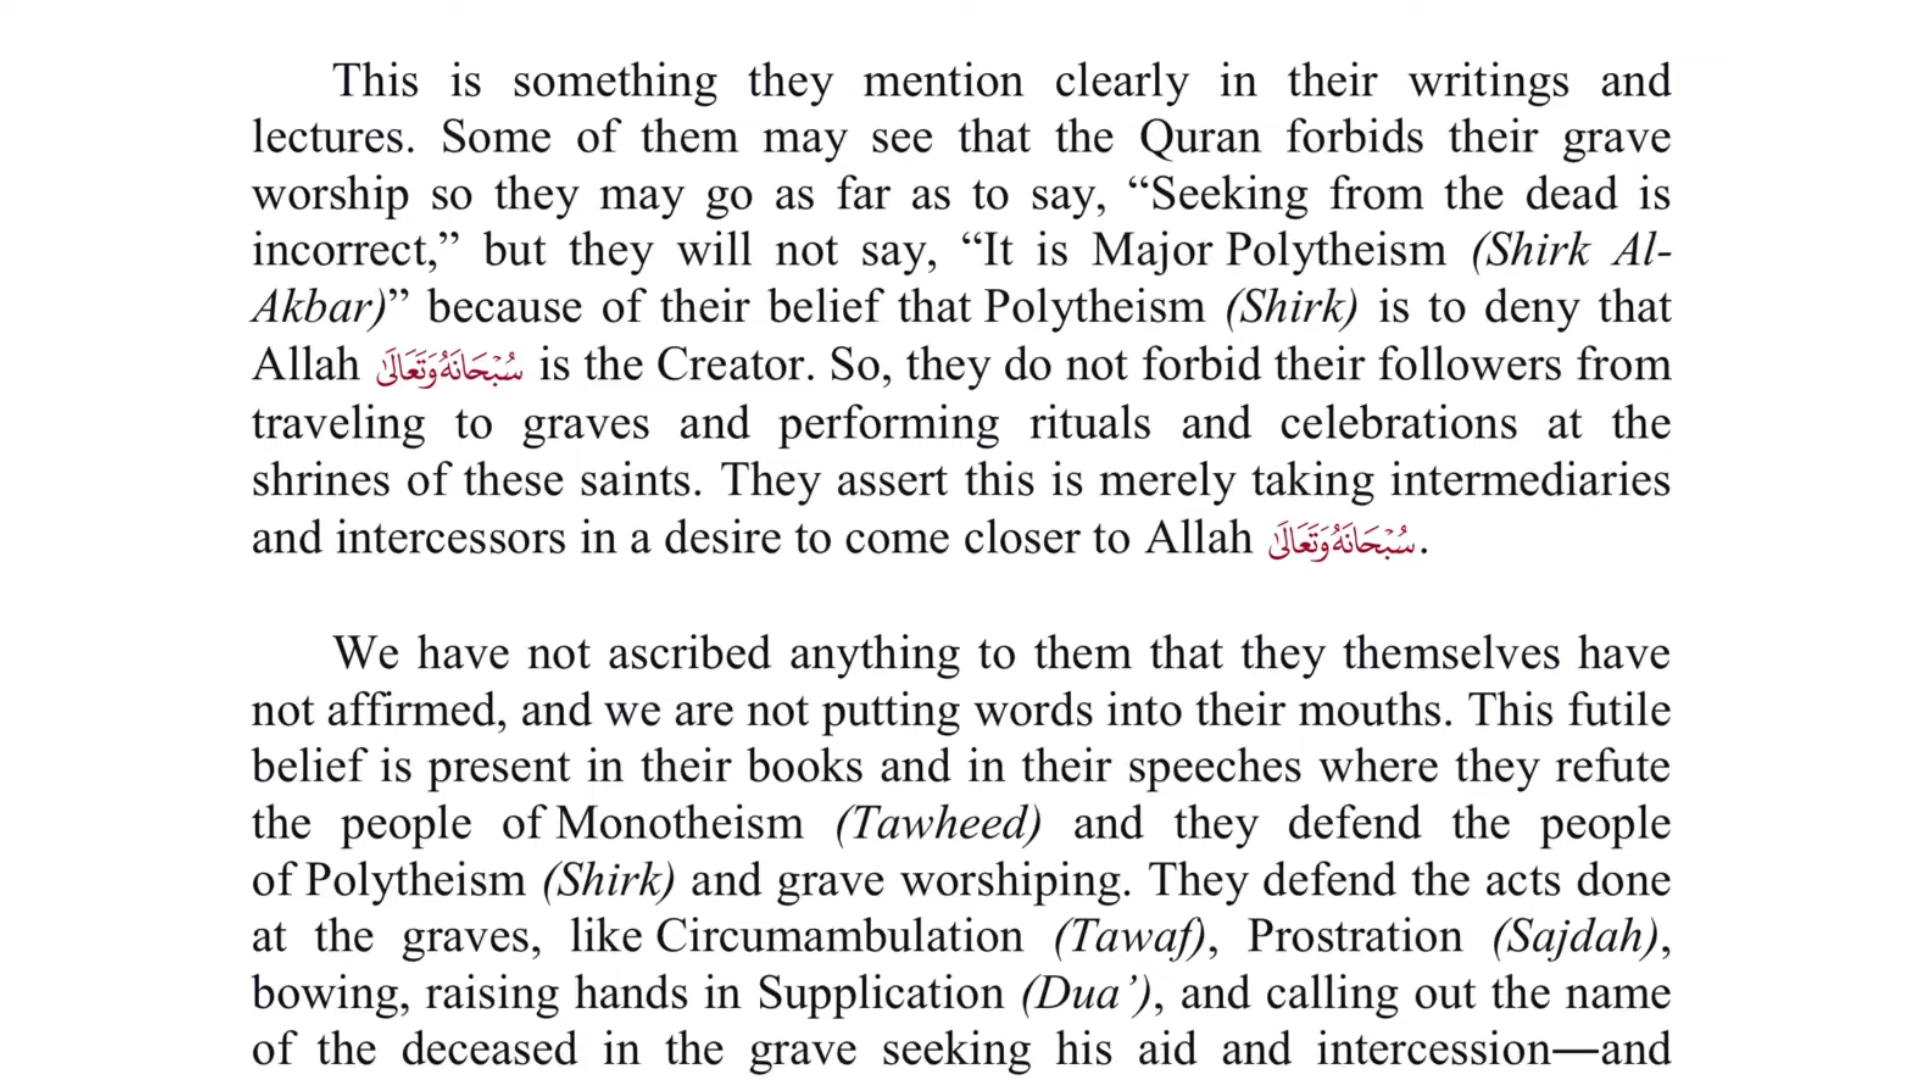 This is something they mention clearly in their writings and
lectures. Some of them may see that the Quran forbids their grave
worship so they may go as far as to say, “Seeking from the dead is
incorrect,” but they will not say, “It is Major Polytheism (Shirk Al-
Akbar)” because of their belief that Polytheism (Shirk) is to deny that
Allah سُبْحَانَهُ وَتَعَالَىٰ is the Creator. So, they do not forbid their followers from
traveling to graves and performing rituals and celebrations at the
shrines of these saints. They assert this is merely taking intermediaries
and intercessors in a desire to come closer to Allah سُبْحَانَهُ وَتَعَالَىٰ.
We have not ascribed anything to them that they themselves have
not affirmed, and we are not putting words into their mouths. This futile
belief is present in their books and in their speeches where they refute
the people of Monotheism (Tawheed) and they defend the people
of Polytheism (Shirk) and grave worshiping. They defend the acts done
at the graves, like Circumambulation (Tawaf), Prostration (Sajdah),
bowing, raising hands in Supplication (Dua’), and calling out the name
of the deceased in the grave seeking his aid and intercession—and